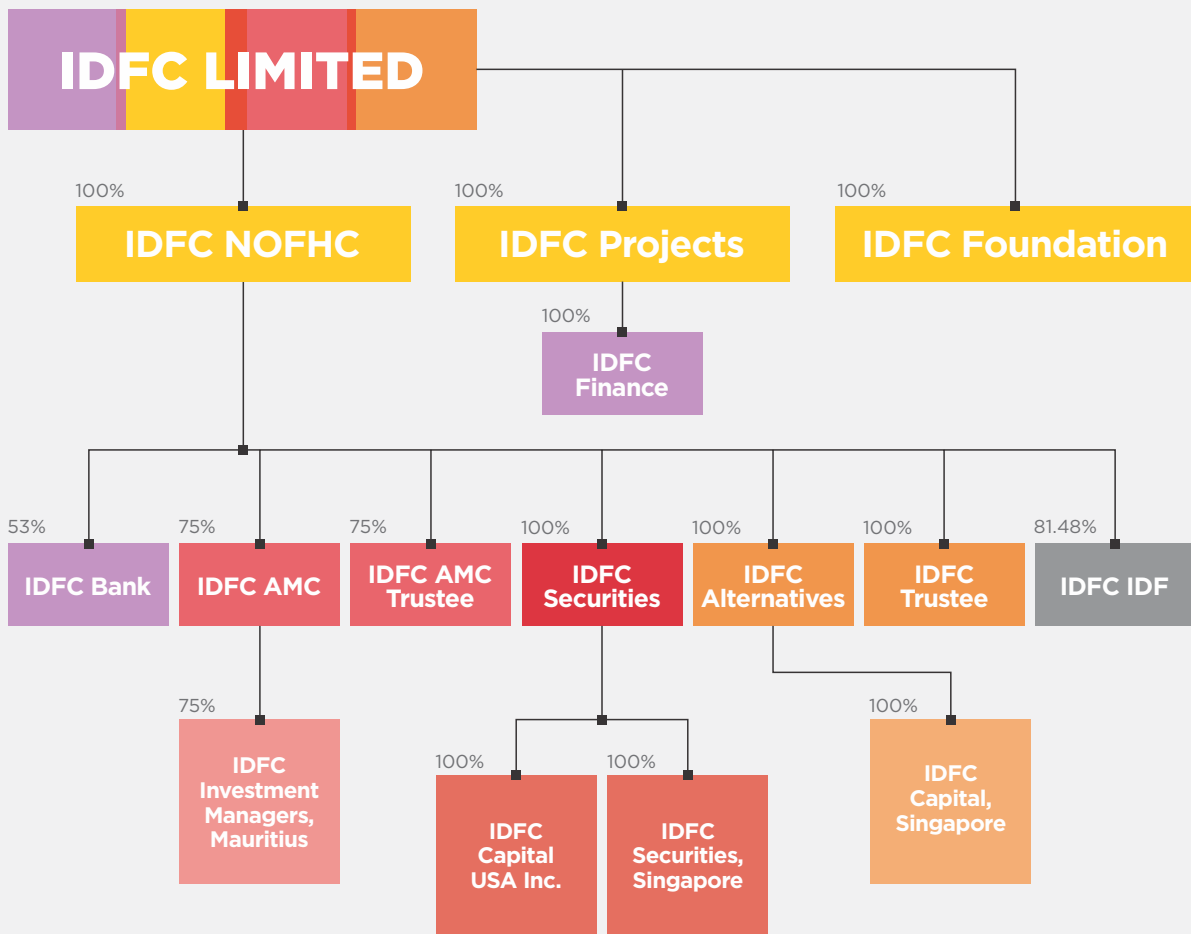 IDFC LIMITED
100%
IDFC NOFHC
100%
IDFC Projects
100%
IDFC Foundation
100%
IDFC
Finance
53%
IDFC Bank
75%
IDFC AMC
75%
IDFC AMC
Trustee
100%
IDFC
Securities
100%
IDFC
Alternatives
100%
IDFC
Trustee
81.48%
IDFC IDF
75%
IDFC
Investment
Managers,
Mauritius
100%
IDFC
Capital
USA Inc.
100%
IDFC
Securities,
Singapore
100%
IDFC
Capital,
Singapore